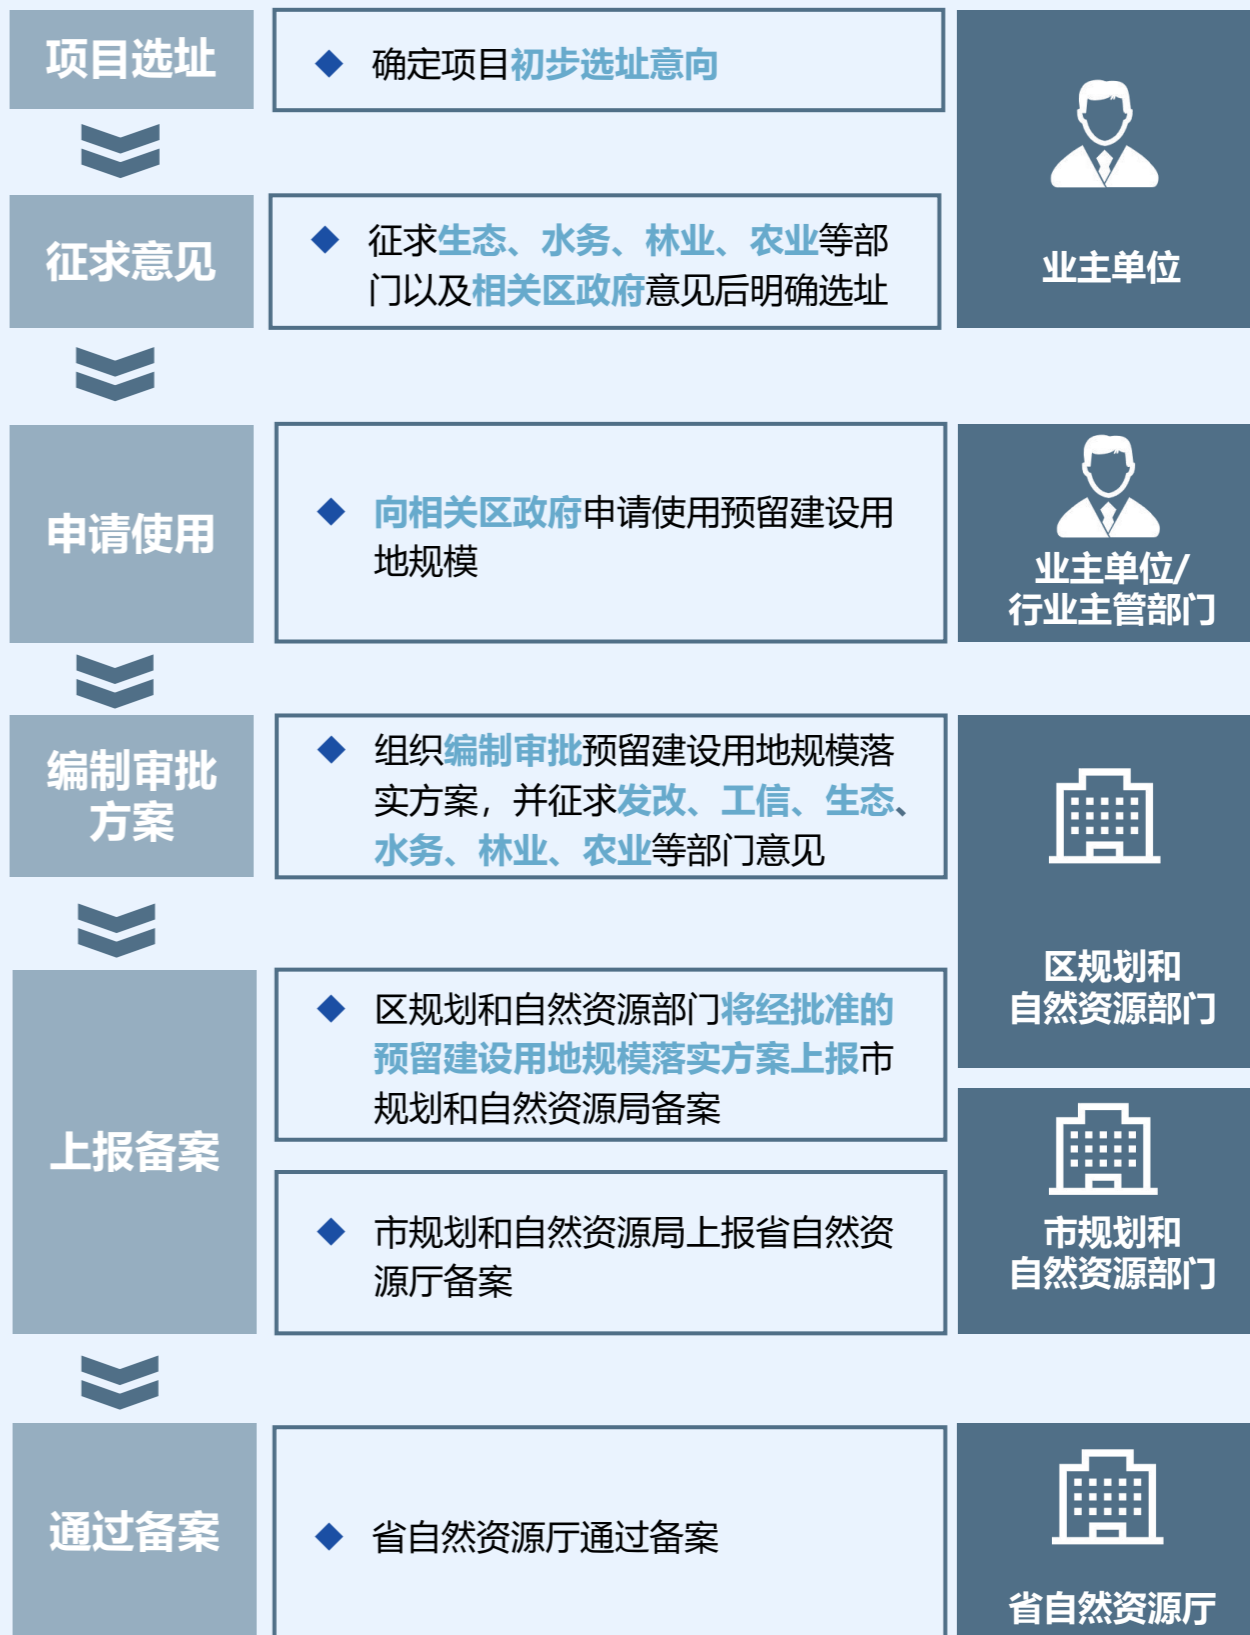 项目选址
确定项目初步选址意向
征求意见
征求生态、水务、林业、农业等部
门以及相关区政府意见后明确选址
业主单位
申请使用
向相关区政府申请使用预留建设用
地规模
业主单位/
行业主管部门
编制审批
方案
组织编制审批预留建设用地规模落
实方案，并征求发改、工信、生态、
水务、林业、农业等部门意见
区规划和
自然资源部门
上报备案
区规划和自然资源部门将经批准的
预留建设用地规模落实方案上报市
规划和自然资源局备案
市规划和自然资源局上报省自然资
源厅备案
市规划和
自然资源部门
通过备案
省自然资源厅通过备案
省自然资源厅